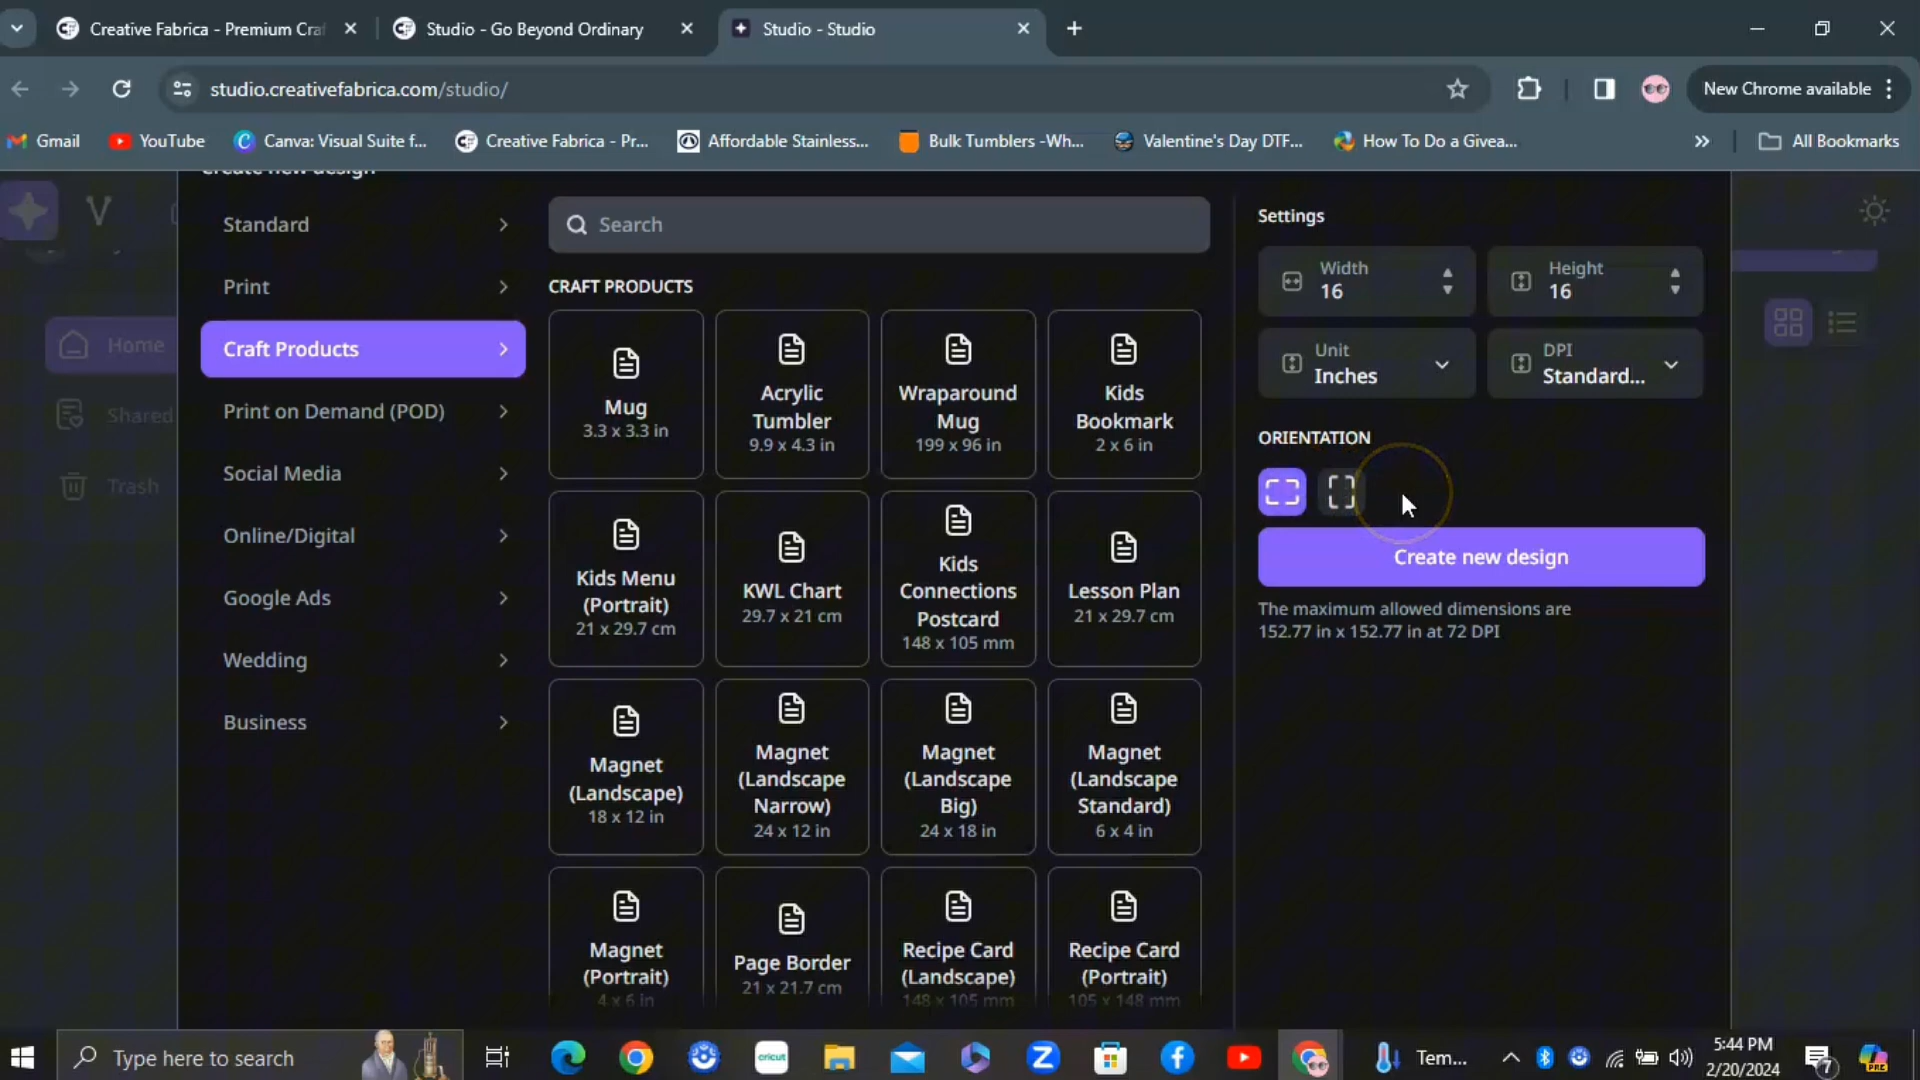 Creative Fabrica - Premium Craf
Studio - Go Beyond Ordinary
Studio - Studio
studio.creativefabrica.com/studio/
New Chrome available
Gmail
YouTube
Canva: Visual Suite f...
Creative Fabrica - Pr...
Affordable Stainless...
Bulk Tumblers -Wh...
Valentine's Day DTF...
How To Do a Givea...
All Bookmarks
Create new design
Home
Shared
Trash
Standard
Print
Craft Products
Print on Demand (POD)
Social Media
Online/Digital
Google Ads
Wedding
Business
Search
CRAFT PRODUCTS
Mug
3.3 x 3.3 in
Acrylic
Tumbler
9.9 x 4.3 in
Wraparound
Mug
199 x 96 in
Kids
Bookmark
2 x 6 in
Kids Menu
(Portrait)
21 x 29.7 cm
KWL Chart
29.7 x 21 cm
Kids
Connections
Postcard
148 x 105 mm
Lesson Plan
21 x 29.7 cm
Magnet
(Landscape)
18 x 12 in
Magnet
(Landscape
Narrow)
24 x 12 in
Magnet
(Landscape
Big)
24 x 18 in
Magnet
(Landscape
Standard)
6 x 4 in
Magnet
(Portrait)
4 x 6 in
Page Border
21 x 21.7 cm
Recipe Card
(Landscape)
148 x 105 mm
Recipe Card
(Portrait)
105 x 148 mm
Settings
Width
16
Height
16
Unit
Inches
DPI
Standard...
ORIENTATION
Create new design
The maximum allowed dimensions are
152.77 in x 152.77 in at 72 DPI
Type here to search
cricut
Tem...
5:44 PM
2/20/2024
7
PRE